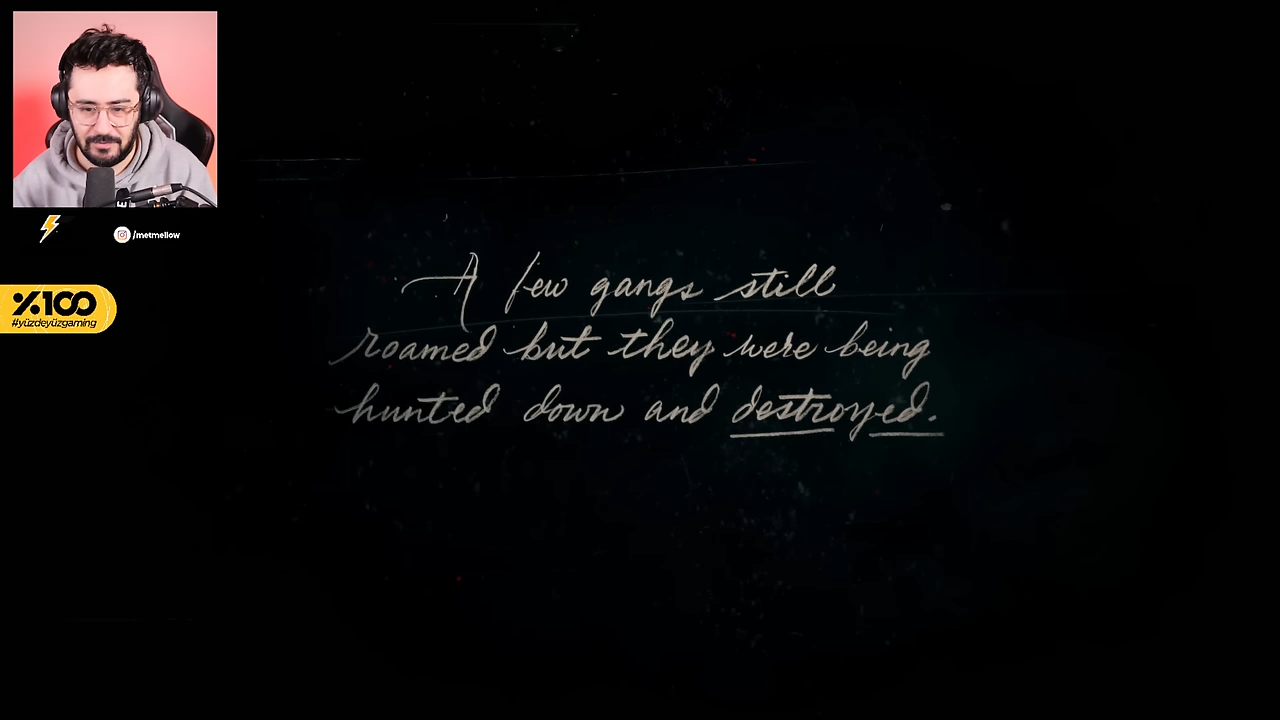 /metmellow
%100
#yüzdeyüzgaming
A few gangs still
roamed but they were being
hunted down and destroyed.